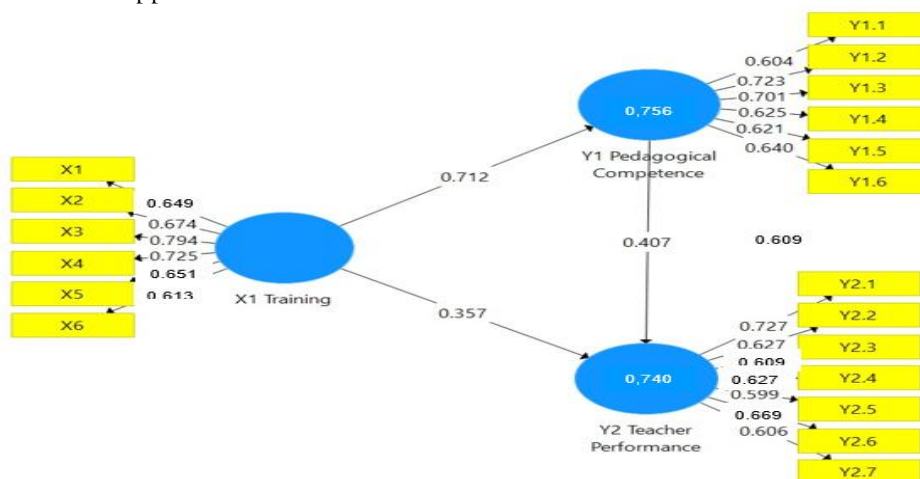 X1
X2
X3
X4
X5
X6
0.649
0.674
0.794
0.725
0.651
0.613
X1 Training
0.712
0.357
0,756
Y1 Pedagogical
Competence
0.604
0.723
0.701
0.625
0.621
0.640
Y1.1
Y1.2
Y1.3
Y1.4
Y1.5
Y1.6
0.407
0.609
0,740
Y2 Teacher
Performance
0.727
0.627
0.609
0.627
0.599
0.669
0.606
Y2.1
Y2.2
Y2.3
Y2.4
Y2.5
Y2.6
Y2.7